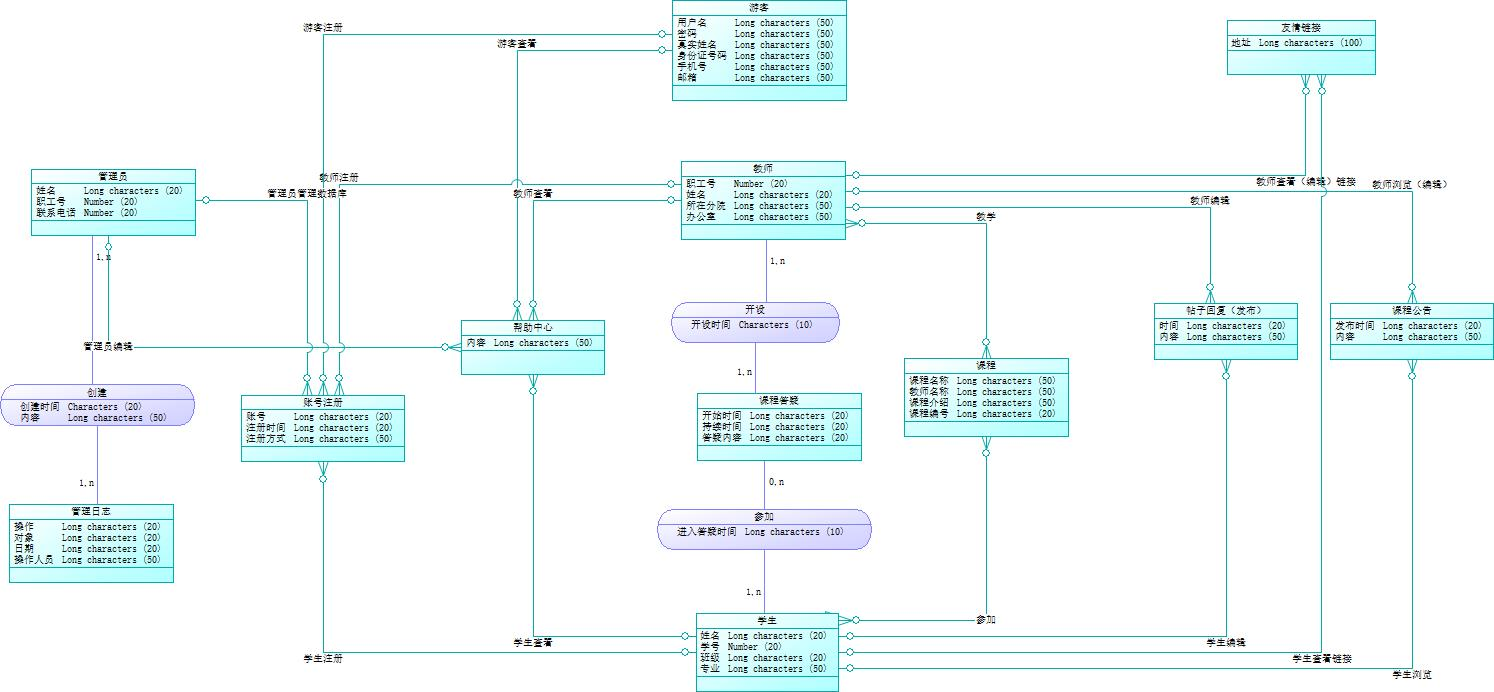 游客
用户名 Long characters (50)
密码 Long characters (50)
真实姓名 Long characters (50)
身份证号码 Long characters (50)
手机号 Long characters (50)
邮箱 Long characters (50)
游客注册
游客查看
友情链接
地址 Long characters (100)
管理员
姓名 Long characters (20)
职工号 Number (20)
联系电话 Number (20)
教师注册
管理员管理数据库
教师查看
教师
职工号 Number (20)
姓名 Long characters (20)
所在分院 Long characters (50)
办公室 Long characters (50)
教师查看（编辑）链接
教师浏览（编辑）
教师编辑
教学
1,n
1,n
开设
开设时间 Characters (10)
帖子回复（发布）
时间 Long characters (20)
内容 Long characters (50)
课程公告
发布时间 Long characters (20)
内容 Long characters (50)
帮助中心
内容 Long characters (50)
管理员编辑
1,n
课程
课程名称 Long characters (50)
教师名称 Long characters (50)
课程介绍 Long characters (50)
课程编号 Long characters (20)
创建
创建时间 Characters (20)
内容 Long characters (50)
账号注册
账号 Long characters (20)
注册时间 Long characters (20)
注册方式 Long characters (50)
课程答疑
开始时间 Long characters (20)
持续时间 Long characters (20)
答疑内容 Long characters (20)
1,n
0,n
管理日志
操作 Long characters (20)
对象 Long characters (20)
日期 Long characters (20)
操作人员 Long characters (50)
参加
进入答疑时间 Long characters (10)
1,n
学生
姓名 Long characters (20)
学号 Number (20)
班级 Long characters (20)
专业 Long characters (50)
参加
学生查看
学生注册
学生编辑
学生查看链接
学生浏览